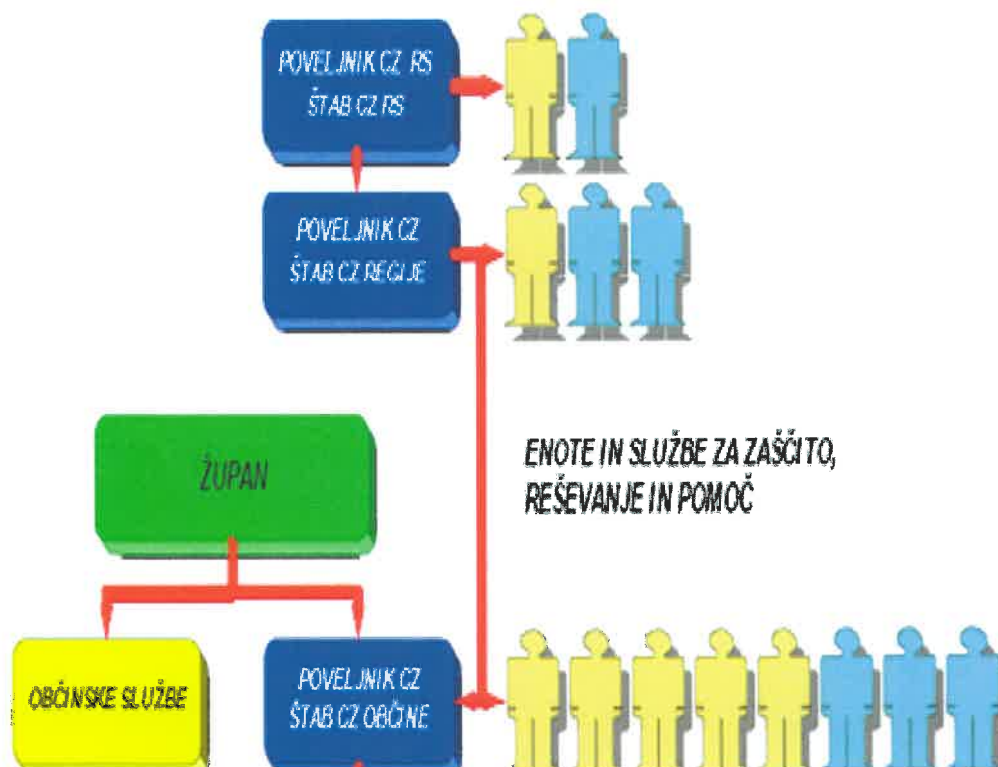 POVELJNIK CZ RS
ŠTAB CZ RS
POVELJNIK CZ
ŠTAB CZ REGIJE
ŽUPAN
ENOTE IN SLUŽBE ZA ZAŠČITO,
REŠEVANJE IN POMOČ
OBČINSKE SLUŽBE
POVELJNIK CZ
ŠTAB CZ OBČINE